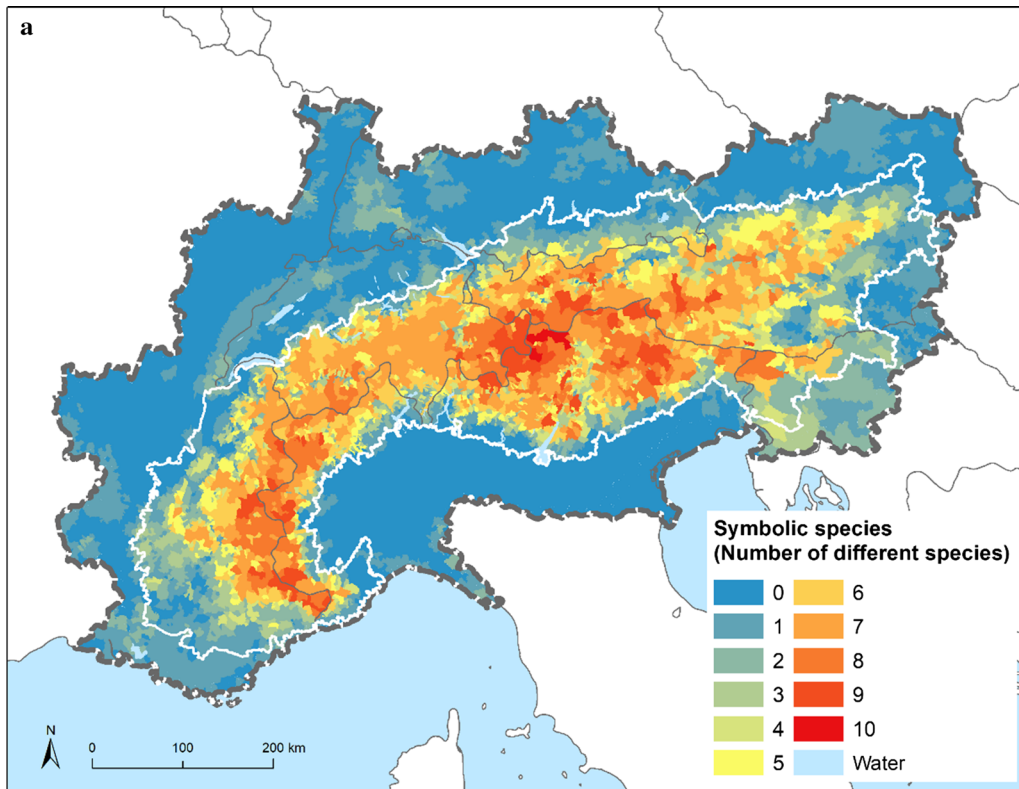 a
Symbolic species
(Number of different species)
0 6
1 7
2 8
3 9
4 10
5 Water
N
0 100 200 km